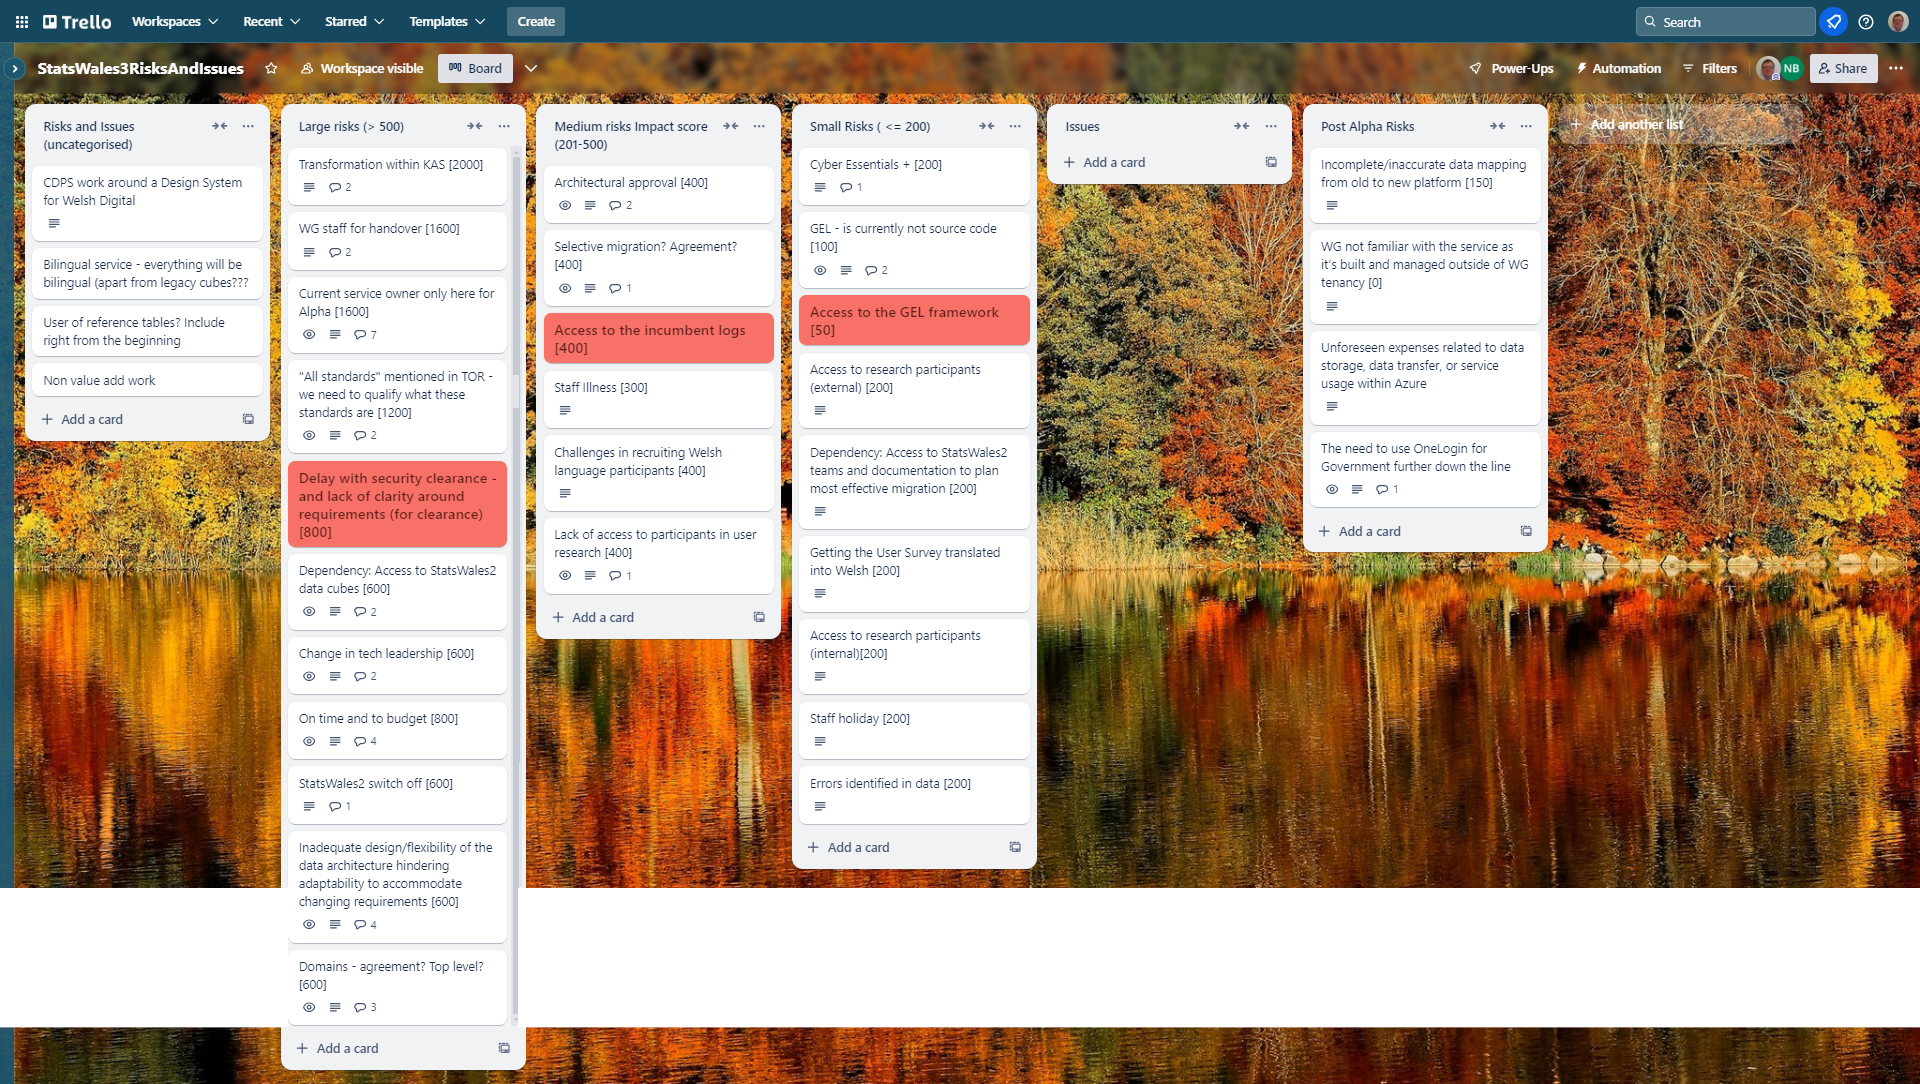 Trello
Workspaces
Recent
Starred
Templates
Create
Search
StatsWales3RisksAndIssues
Workspace visible
Board
Power-Ups
Automation
Filters
NB
Share
Risks and Issues
(uncategorised)
CDPS work around a Design System
for Welsh Digital
Bilingual service - everything will be
bilingual (apart from legacy cubes???
User of reference tables? Include
right from the beginning
Non value add work
Add a card
Large risks (> 500)
Transformation within KAS [2000]
2
WG staff for handover [1600]
2
Current service owner only here for
Alpha [1600]
7
"All standards" mentioned in TOR -
we need to qualify what these
standards are [1200]
2
Delay with security clearance -
and lack of clarity around
requirements (for clearance)
[800]
Dependency: Access to StatsWales2
data cubes [600]
2
Change in tech leadership [600]
2
On time and to budget [800]
4
StatsWales2 switch off [600]
1
Inadequate design/flexibility of the
data architecture hindering
adaptability to accommodate
changing requirements [600]
4
Domains - agreement? Top level?
[600]
3
Add a card
Medium risks Impact score
(201-500)
Architectural approval [400]
2
Selective migration? Agreement?
[400]
1
Access to the incumbent logs
[400]
Staff Illness [300]
Challenges in recruiting Welsh
language participants [400]
Lack of access to participants in user
research [400]
1
Add a card
Small Risks ( <= 200)
Cyber Essentials + [200]
1
GEL - is currently not source code
[100]
2
Access to the GEL framework
[50]
Access to research participants
(external) [200]
Dependency: Access to StatsWales2
teams and documentation to plan
most effective migration [200]
Getting the User Survey translated
into Welsh [200]
Access to research participants
(internal)[200]
Staff holiday [200]
Errors identified in data [200]
Add a card
Issues
Add a card
Post Alpha Risks
Incomplete/inaccurate data mapping
from old to new platform [150]
WG not familiar with the service as
it's built and managed outside of WG
tenancy [0]
Unforeseen expenses related to data
storage, data transfer, or service
usage within Azure
The need to use OneLogin for
Government further down the line
1
Add a card
Add another list